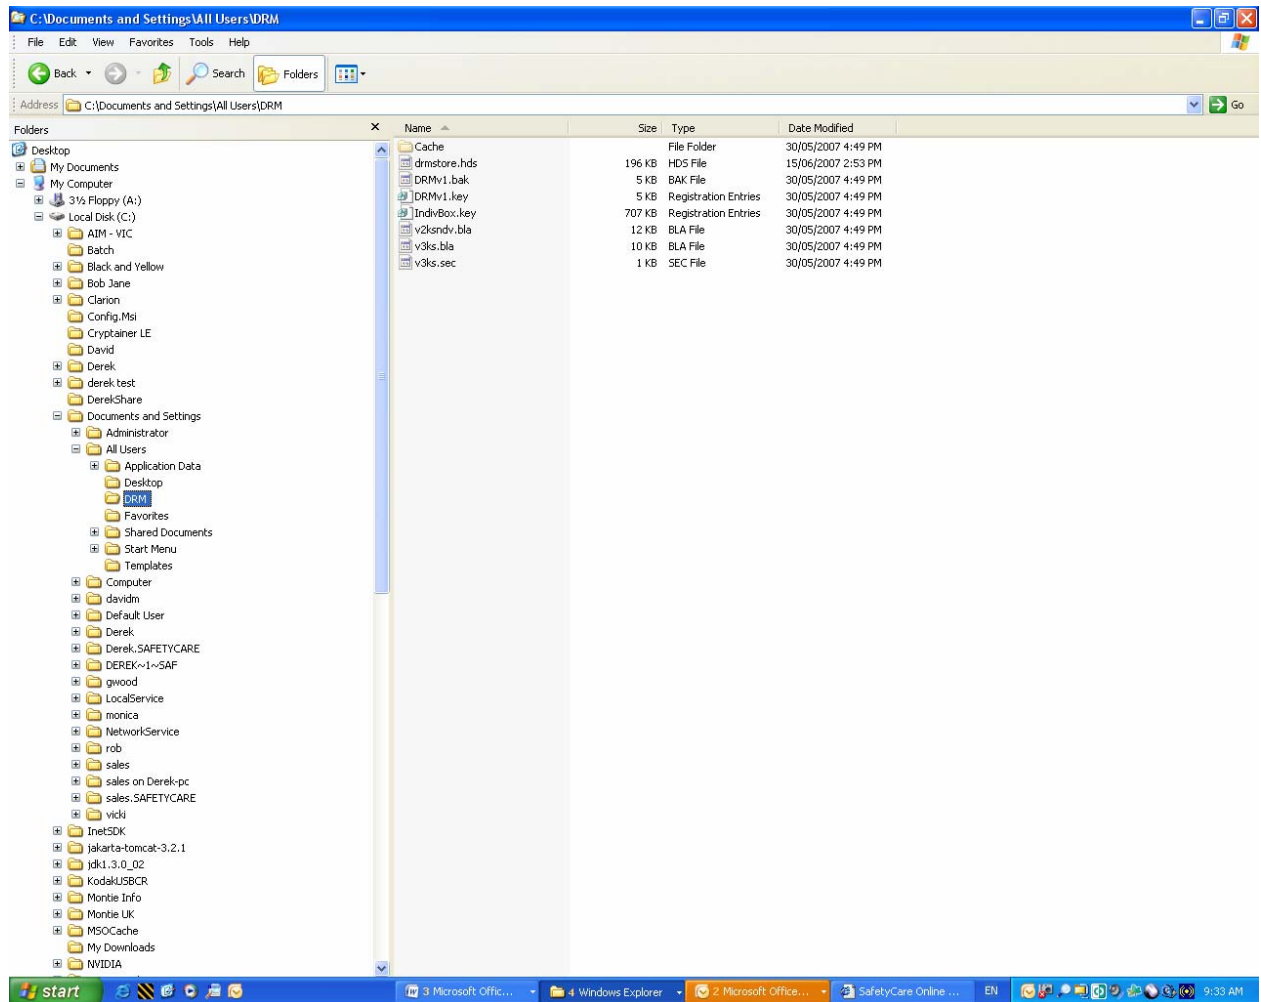 C:\Documents and Settings\All Users\DRM
File Edit View Favorites Tools Help
Back Search Folders
Address C:\Documents and Settings\All Users\DRM Go
Folders x
Desktop
My Documents
My Computer
3½ Floppy (A:)
Local Disk (C:)
AIM - VIC
Batch
Black and Yellow
Bob Jane
Clarion
Config.Msi
Cryptainer LE
David
Derek
derek test
DerekShare
Documents and Settings
Administrator
All Users
Application Data
Desktop
DRM
Favorites
Shared Documents
Start Menu
Templates
Computer
davidm
Default User
Derek
Derek.SAFETYCARE
DEREK~1~SAF
gwood
LocalService
monica
NetworkService
rob
sales
sales on Derek-pc
sales.SAFETYCARE
vicki
InetSDK
jakarta-tomcat-3.2.1
jdk1.3.0_02
KodakUSBCR
Montie Info
Montie UK
MSOCache
My Downloads
NVIDIA
Name Size Type Date Modified
Cache File Folder 30/05/2007 4:49 PM
drmstore.hds 196 KB HDS File 15/06/2007 2:53 PM
DRMv1.bak 5 KB BAK File 30/05/2007 4:49 PM
DRMv1.key 5 KB Registration Entries 30/05/2007 4:49 PM
IndivBox.key 707 KB Registration Entries 30/05/2007 4:49 PM
v2ksndv.bla 12 KB BLA File 30/05/2007 4:49 PM
v3ks.bla 10 KB BLA File 30/05/2007 4:49 PM
v3ks.sec 1 KB SEC File 30/05/2007 4:49 PM
start 3 Microsoft Offic... 4 Windows Explorer 2 Microsoft Office... SafetyCare Online ... EN 9:33 AM